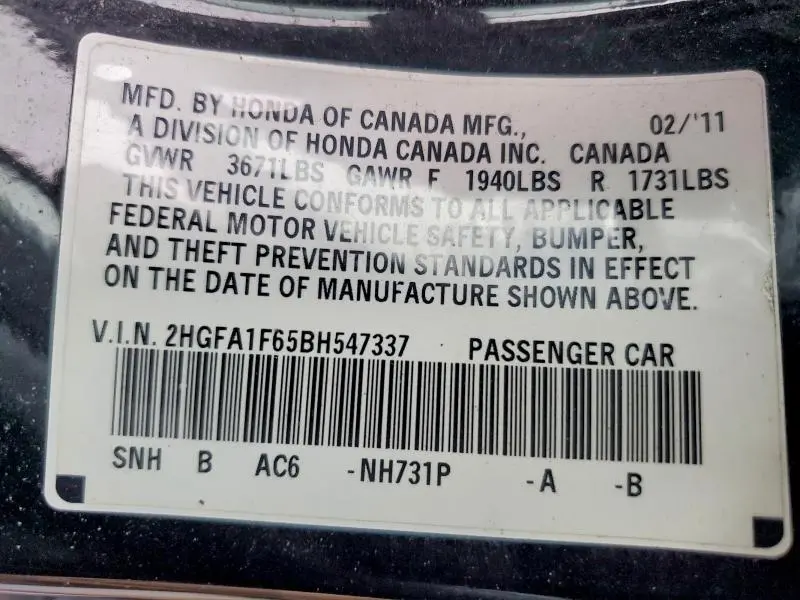 MFD. BY HONDA OF CANADA MFG., 02/'11
A DIVISION OF HONDA CANADA INC. CANADA
GVWR 3671LBS GAWR F 1940LBS R 1731LBS
THIS VEHICLE CONFORMS TO ALL APPLICABLE
FEDERAL MOTOR VEHICLE SAFETY, BUMPER,
AND THEFT PREVENTION STANDARDS IN EFFECT
ON THE DATE OF MANUFACTURE SHOWN ABOVE.
V.I.N. 2HGFA1F65BH547337 PASSENGER CAR
SNH B AC6 -NH731P -A -B